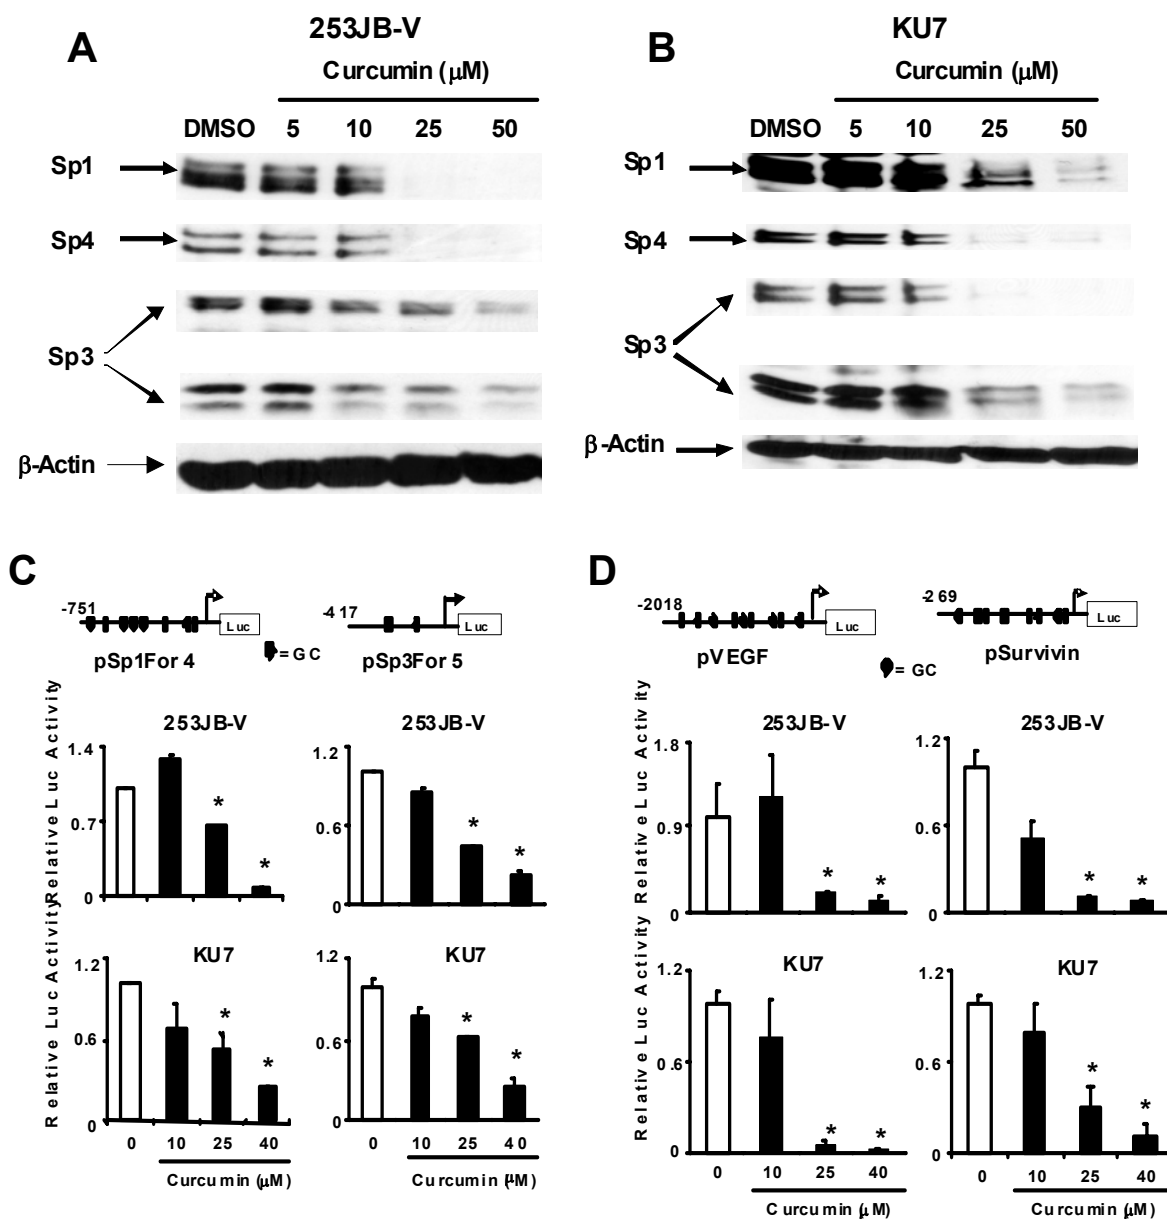 A
253JB-V
Curcumin (μM)
DMSO 5 10 25 50
Sp1
Sp4
Sp3
β-Actin
B
KU7
Curcumin (μM)
DMSO 5 10 25 50
Sp1
Sp4
Sp3
β-Actin
C
-751
Luc
pSp1For 4
= GC
-417
Luc
pSp3For 5
Relative Luc Activity
253JB-V
1.4
0.7
0
* *
253JB-V
1.2
0.6
0
* *
Relative Luc Activity
KU7
1.2
0.6
0
* *
0 10 25 40
Curcumin (μM)
KU7
1.2
0.6
0
* *
0 10 25 40
Curcumin (μM)
D
-2018
Luc
pVEGF
= GC
-269
Luc
pSurvivin
Relative Luc Activity
253JB-V
1.8
0.9
0
* *
253JB-V
1.2
0.6
0
* *
Relative Luc Activity
KU7
1.2
0.6
0
* *
0 10 25 40
Curcumin (μM)
KU7
1.2
0.6
0
* *
0 10 25 40
Curcumin (μM)